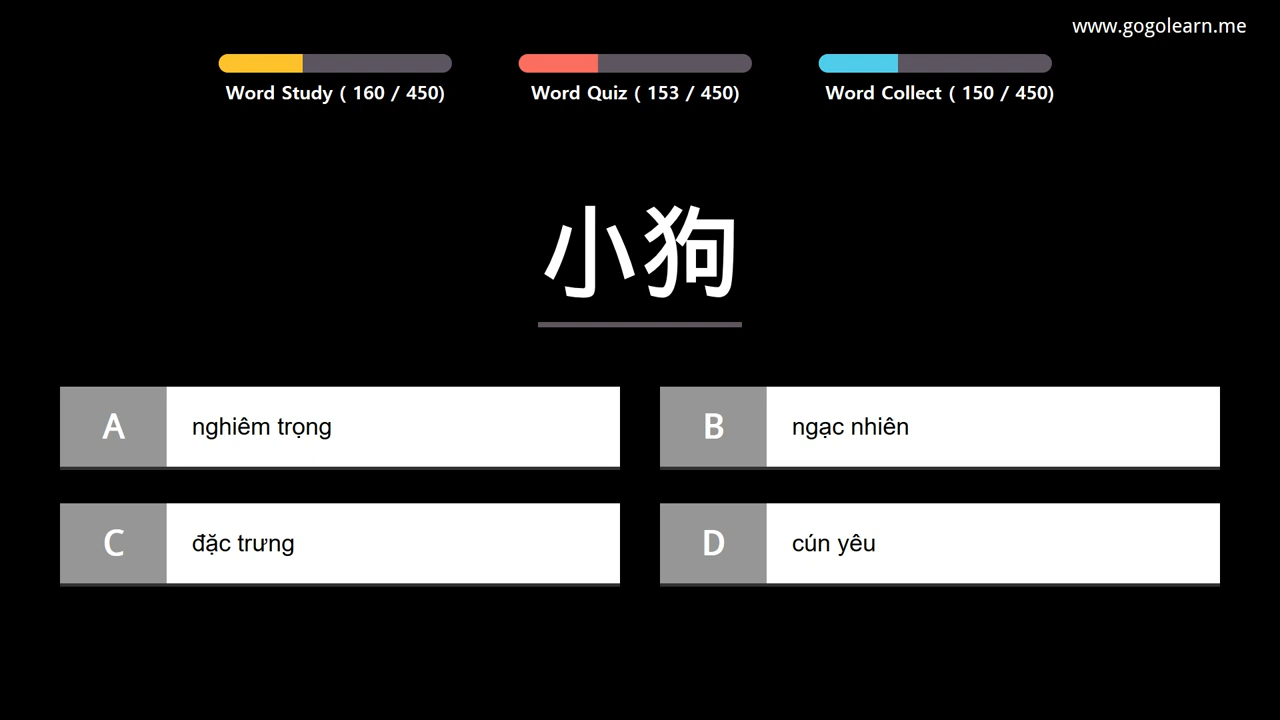 www.gogolearn.me
Word Study ( 160 / 450)
Word Quiz ( 153 / 450)
Word Collect ( 150 / 450)
小狗
A nghiêm trọng
B ngạc nhiên
C đặc trưng
D cún yêu